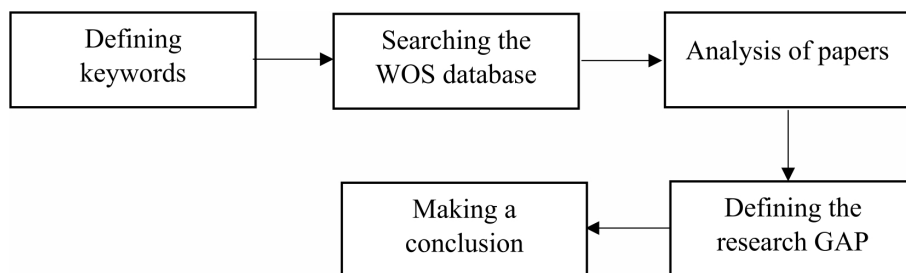 Defining
keywords
Searching the
WOS database
Analysis of papers
Making a
conclusion
Defining the
research GAP